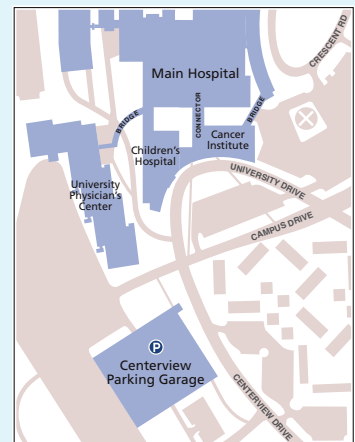 CRESCENT RD
Main Hospital
BRIDGE
CONNECTOR
BRIDGE
Children's
Hospital
Cancer
Institute
University
Physician's
Center
UNIVERSITY DRIVE
CAMPUS DRIVE
P
Centerview
Parking Garage
CENTERVIEW DRIVE